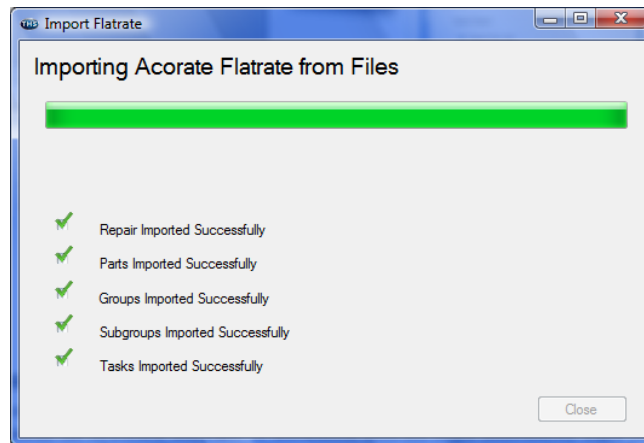 THS Import Flatrate
Importing Acorate Flatrate from Files
Repair Imported Successfully
Parts Imported Successfully
Groups Imported Successfully
Subgroups Imported Successfully
Tasks Imported Successfully
Close